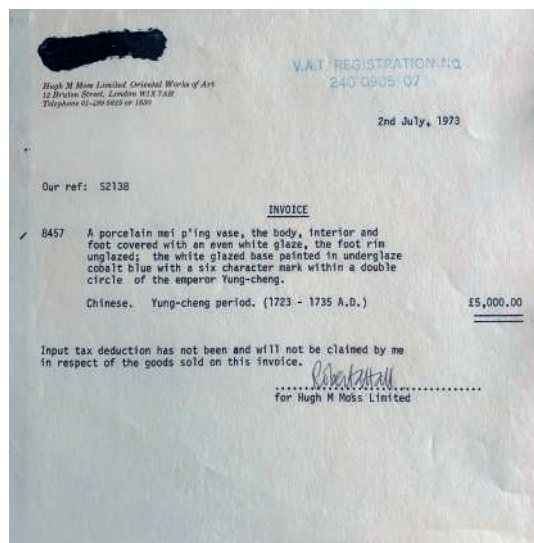 Hugh M Moss Limited Oriental Works of Art
12 Bruton Street, London W1X 7AH
Telephone 01-499 5625 or 1630
V.A.T. REGISTRATION No.
240 0905 07
2nd July, 1973
Our ref: S2138
INVOICE
8457 A porcelain mei p'ing vase, the body, interior and
foot covered with an even white glaze, the foot rim
unglazed; the white glazed base painted in underglaze
cobalt blue with a six character mark within a double
circle of the emperor Yung-cheng.
Chinese. Yung-cheng period. (1723 - 1735 A.D.) £5,000.00
Input tax deduction has not been and will not be claimed by me
in respect of the goods sold on this invoice.
Robert Hall
for Hugh M Moss Limited